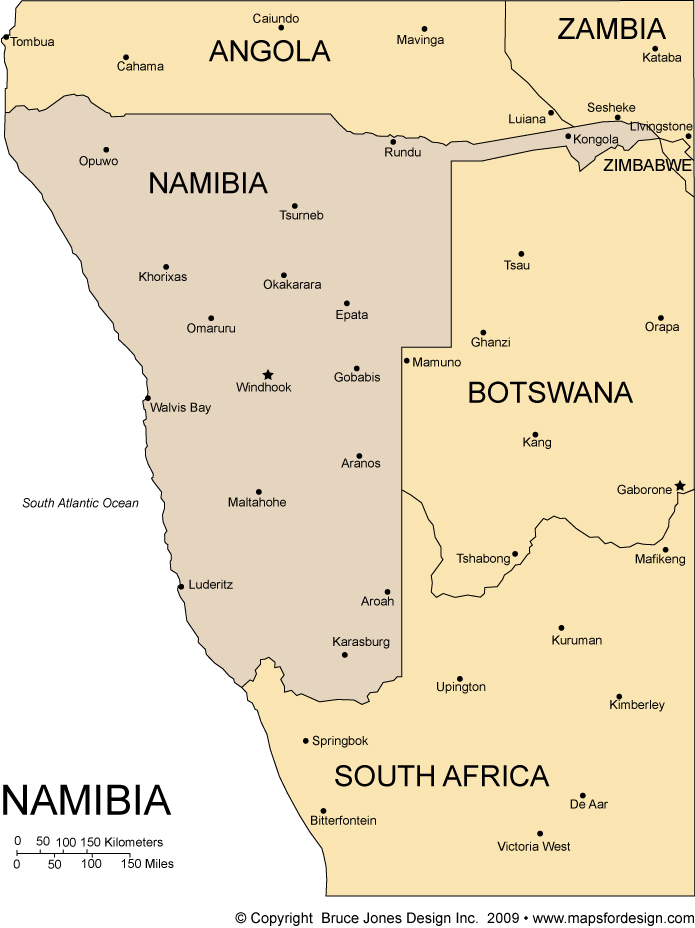 Caiundo
Tombua
ANGOLA
Mavinga
ZAMBIA
Kataba
Cahama
Luiana
Sesheke
Livingstone
Opuwo
Rundu
Kongola
ZIMBABWE
NAMIBIA
Tsurneb
Khorixas
Okakarara
Tsau
Epata
Omaruru
Ghanzi
Orapa
Windhook
Gobabis
Mamuno
BOTSWANA
Walvis Bay
Kang
Aranos
South Atlantic Ocean
Maltahohe
Gaborone
Tshabong
Mafikeng
Luderitz
Aroah
Karasburg
Kuruman
Upington
Kimberley
Springbok
SOUTH AFRICA
NAMIBIA
De Aar
Bitterfontein
0 50 100 150 Kilometers
0 50 100 150 Miles
Victoria West
© Copyright Bruce Jones Design Inc. 2009 • www.mapsfordesign.com